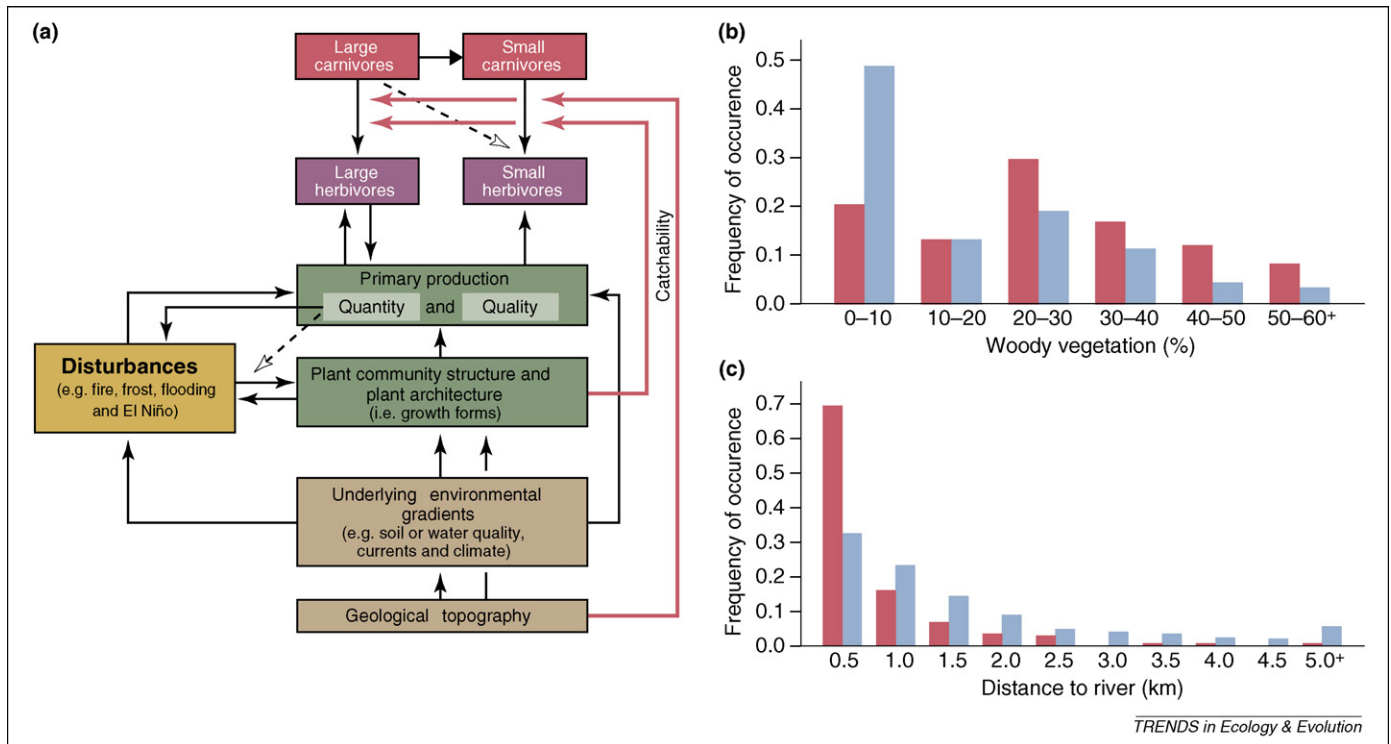 (a)
Large
carnivores
Small
carnivores
Large
herbivores
Small
herbivores
Catchability
Primary production
Quantity and Quality
Disturbances
(e.g. fire, frost, flooding
and El Niño)
Plant community structure and
plant architecture
(i.e. growth forms)
Underlying environmental
gradients
(e.g. soil or water quality,
currents and climate)
Geological topography
(b)
Frequency of occurence
0.5
0.4
0.3
0.2
0.1
0.0
0–10 10–20 20–30 30–40 40–50 50–60+
Woody vegetation (%)
(c)
Frequency of occurence
0.7
0.6
0.5
0.4
0.3
0.2
0.1
0.0
0.5 1.0 1.5 2.0 2.5 3.0 3.5 4.0 4.5 5.0+
Distance to river (km)
TRENDS in Ecology & Evolution